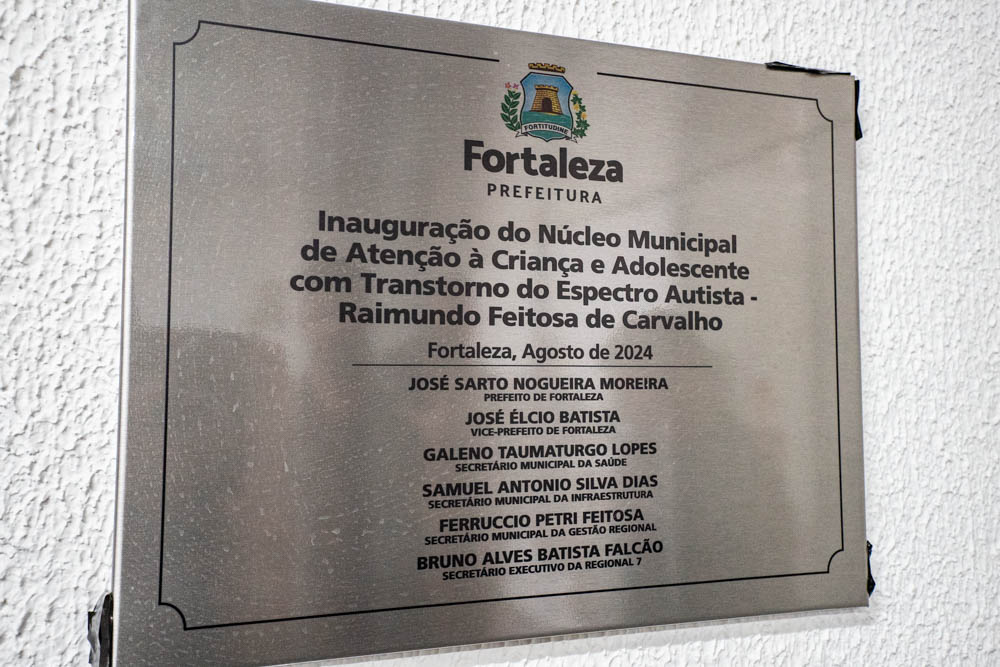 FORTITUDINE
Fortaleza
PREFEITURA
Inauguração do Núcleo Municipal
de Atenção à Criança e Adolescente
com Transtorno do Espectro Autista -
Raimundo Feitosa de Carvalho
Fortaleza, Agosto de 2024
JOSÉ SARTO NOGUEIRA MOREIRA
PREFEITO DE FORTALEZA
JOSÉ ÉLCIO BATISTA
VICE-PREFEITO DE FORTALEZA
GALENO TAUMATURGO LOPES
SECRETÁRIO MUNICIPAL DA SAÚDE
SAMUEL ANTONIO SILVA DIAS
SECRETÁRIO MUNICIPAL DA INFRAESTRUTURA
FERRUCCIO PETRI FEITOSA
SECRETÁRIO MUNICIPAL DA GESTÃO REGIONAL
BRUNO ALVES BATISTA FALCÃO
SECRETÁRIO EXECUTIVO DA REGIONAL 7